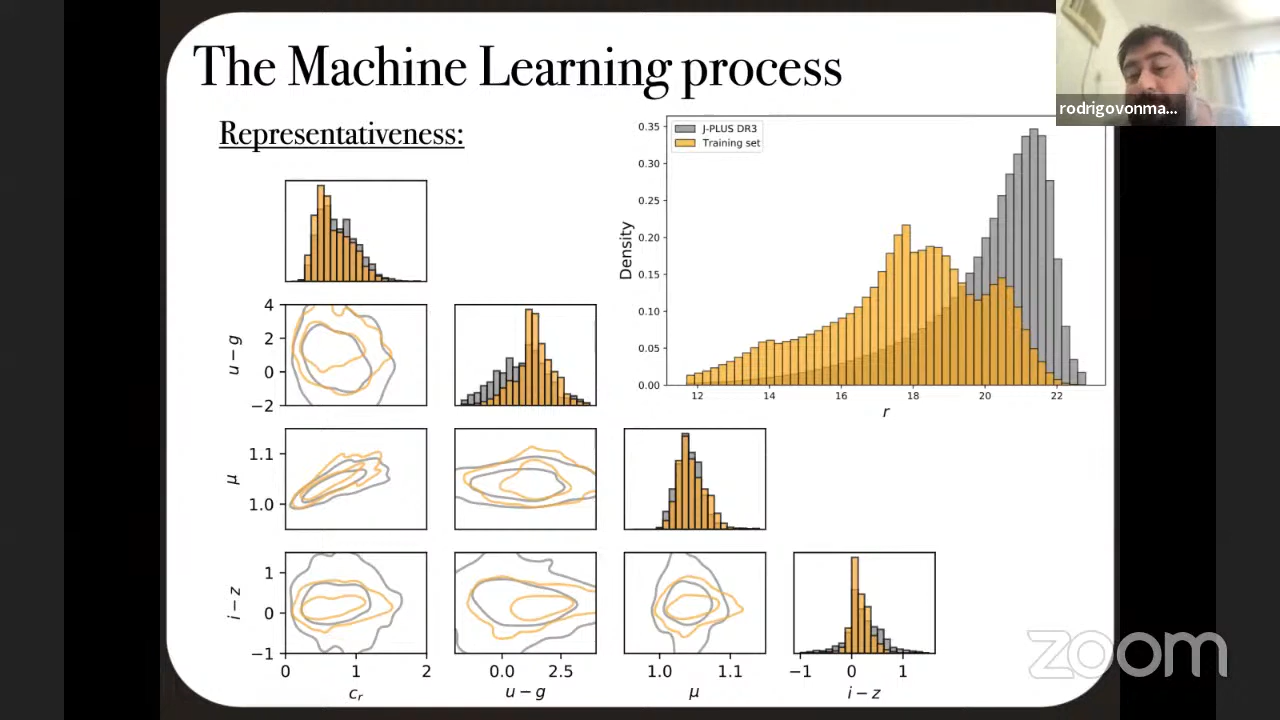 The Machine Learning process
rodrigovonma...
Representativeness:
J-PLUS DR3
Training set
0.35
0.30
0.25
0.20
0.15
0.10
0.05
0.00
Density
12 14 16 18 20 22
r
4
2
0
−2
u − g
1.1
1.0
μ
1
0
−1
i − z
0 1 2
0.0 2.5
1.0 1.1
−1 0 1
c_r
u − g
μ
i − z
zoom